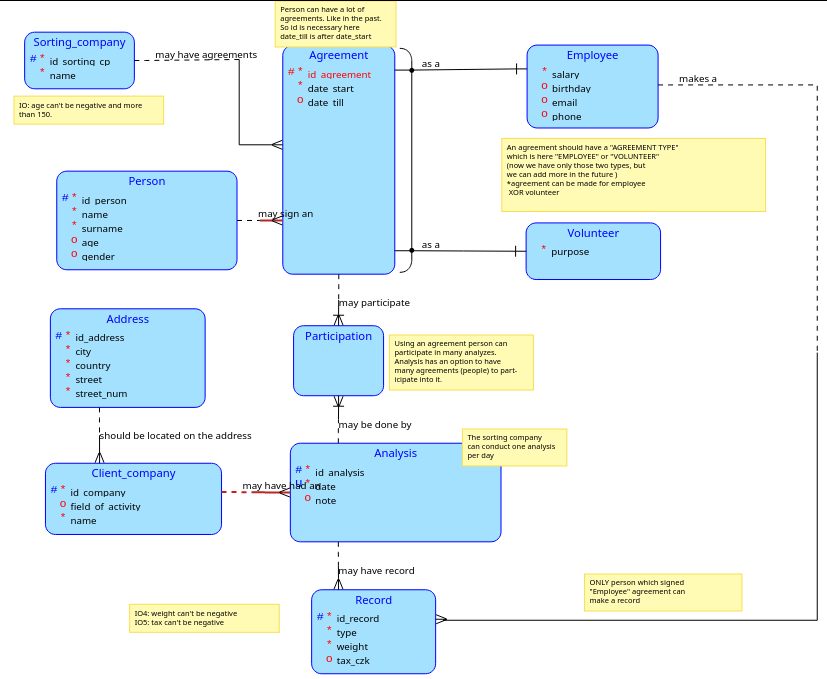 Person can have a lot of
agreements. Like in the past.
So id is necessary here
date_till is after date_start
Sorting_company
# * id_sorting_cp
* name
may have agreements
IO: age can't be negative and more
than 150.
Agreement
# * id_agreement
* date_start
o date_till
as a
Employee
* salary
o birthday
o email
o phone
makes a
An agreement should have a "AGREEMENT TYPE"
which is here "EMPLOYEE" or "VOLUNTEER"
(now we have only those two types, but
we can add more in the future )
*agreement can be made for employee
XOR volunteer
Person
# * id_person
* name
* surname
o age
o gender
may sign an
as a
Volunteer
* purpose
may participate
Address
# * id_address
* city
* country
* street
* street_num
Participation
Using an agreement person can
participate in many analyzes.
Analysis has an option to have
many agreements (people) to part-
icipate into it.
may be done by
should be located on the address
The sorting company
can conduct one analysis
per day
Client_company
# * id_company
o field_of_activity
* name
may have had an
Analysis
# * id_analysis
# * date
o note
may have record
ONLY person which signed
"Employee" agreement can
make a record
IO4: weight can't be negative
IO5: tax can't be negative
Record
# * id_record
* type
* weight
o tax_czk